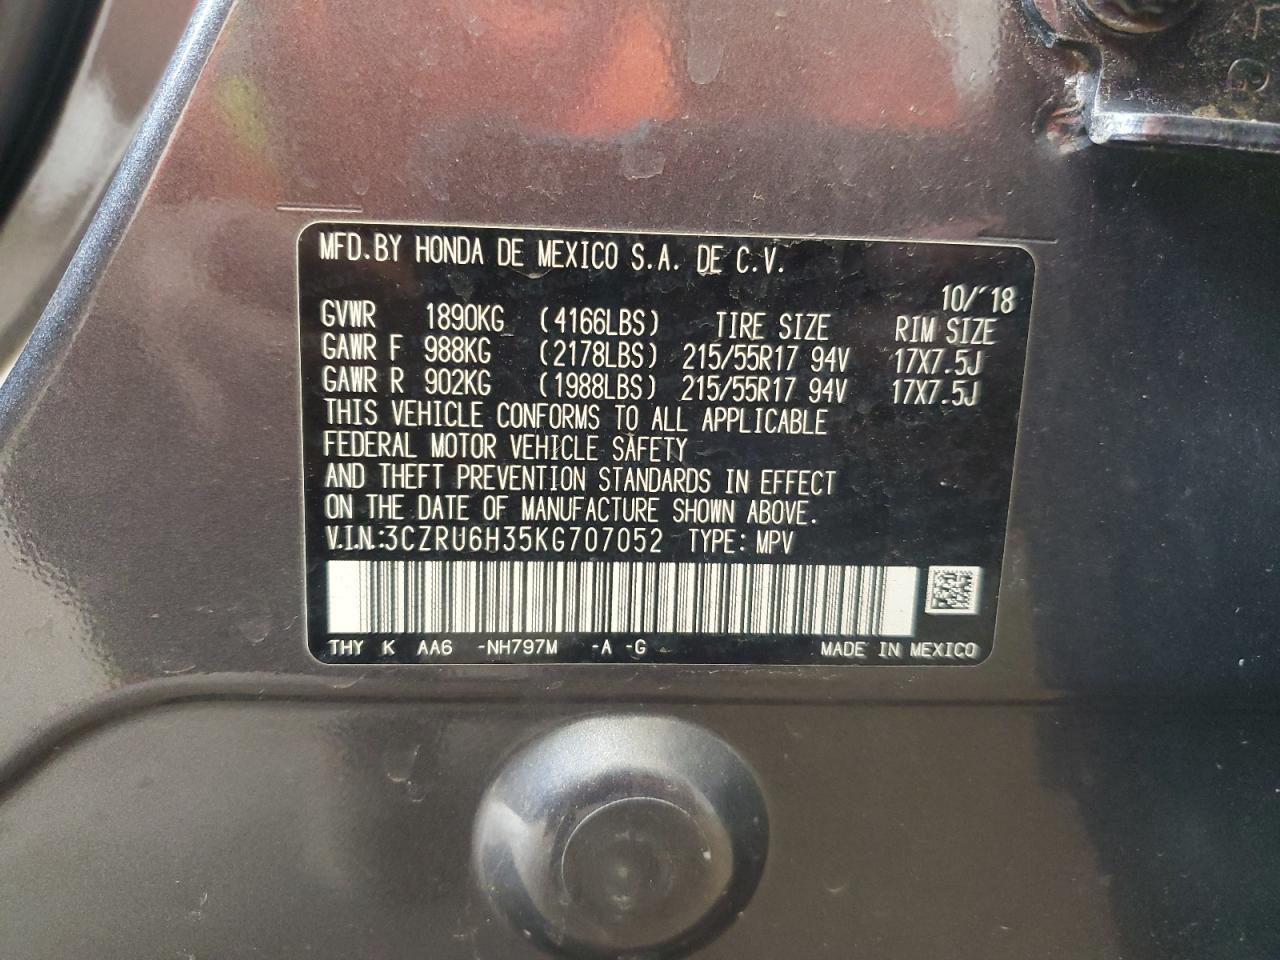 MFD.BY HONDA DE MEXICO S.A. DE C.V.
10/'18
GVWR 1890KG (4166LBS) TIRE SIZE RIM SIZE
GAWR F 988KG (2178LBS) 215/55R17 94V 17X7.5J
GAWR R 902KG (1988LBS) 215/55R17 94V 17X7.5J
THIS VEHICLE CONFORMS TO ALL APPLICABLE
FEDERAL MOTOR VEHICLE SAFETY
AND THEFT PREVENTION STANDARDS IN EFFECT
ON THE DATE OF MANUFACTURE SHOWN ABOVE.
V.I.N.:3CZRU6H35KG707052 TYPE: MPV
THY K AA6 -NH797M -A -G MADE IN MEXICO